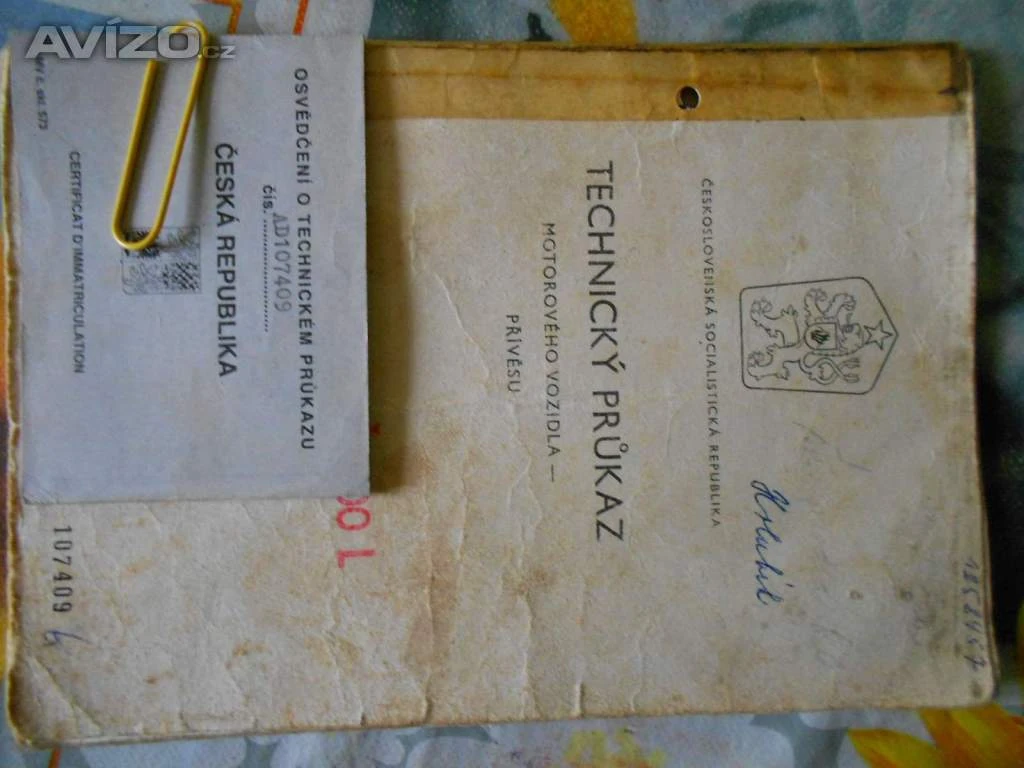 AVÍZO.cz
ČESKOSLOVENSKÁ SOCIALISTICKÁ REPUBLIKA
TECHNICKÝ PRŮKAZ
MOTOROVÉHO VOZIDLA —
PŘÍVĚSU
00 L
107409
OSVĚDČENÍ O TECHNICKÉM PRŮKAZU
čís. AD107409
ČESKÁ REPUBLIKA
CERTIFICAT D'IMMATRICULATION